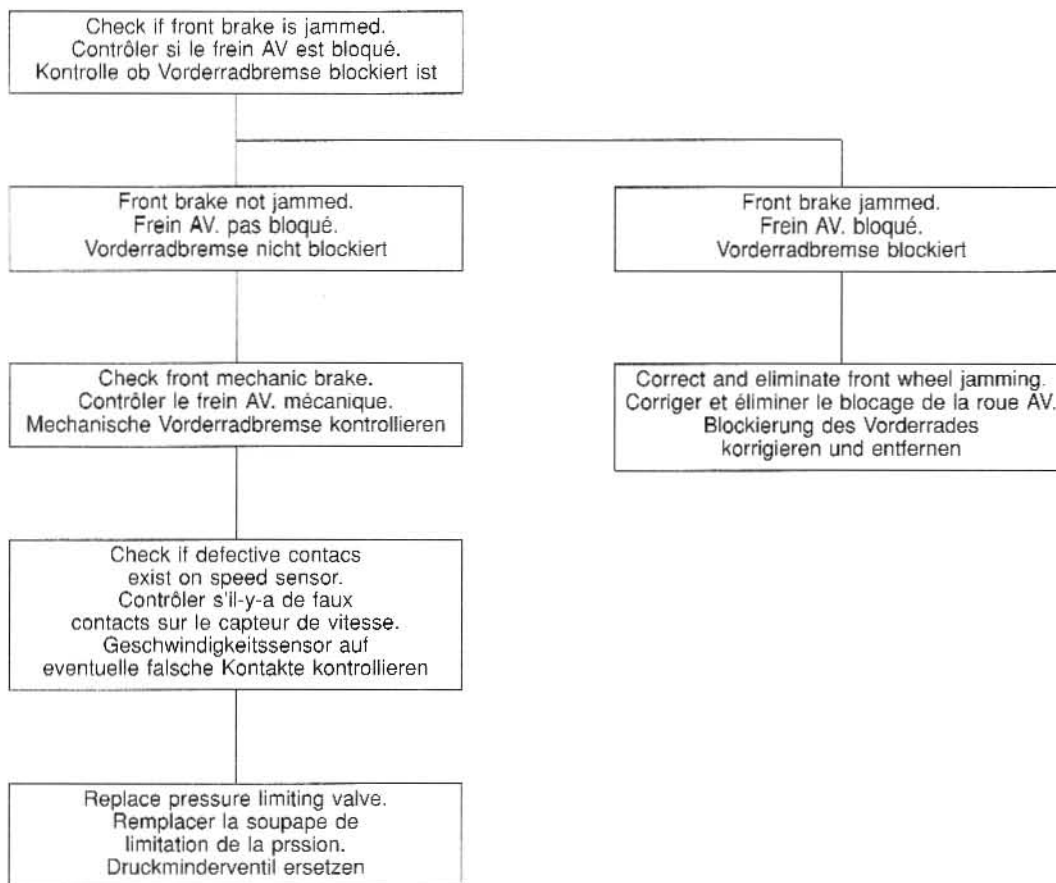 Check if front brake is jammed.
Contrôler si le frein AV est bloqué.
Kontrolle ob Vorderradbremse blockiert ist
Front brake not jammed.
Frein AV. pas bloqué.
Vorderradbremse nicht blockiert
Front brake jammed.
Frein AV. bloqué.
Vorderradbremse blockiert
Check front mechanic brake.
Contrôler le frein AV. mécanique.
Mechanische Vorderradbremse kontrollieren
Correct and eliminate front wheel jamming.
Corriger et éliminer le blocage de la roue AV.
Blockierung des Vorderrades
korrigieren und entfernen
Check if defective contacs
exist on speed sensor.
Contrôler s'il-y-a de faux
contacts sur le capteur de vitesse.
Geschwindigkeitssensor auf
eventuelle falsche Kontakte kontrollieren
Replace pressure limiting valve.
Remplacer la soupape de
limitation de la prssion.
Druckminderventil ersetzen